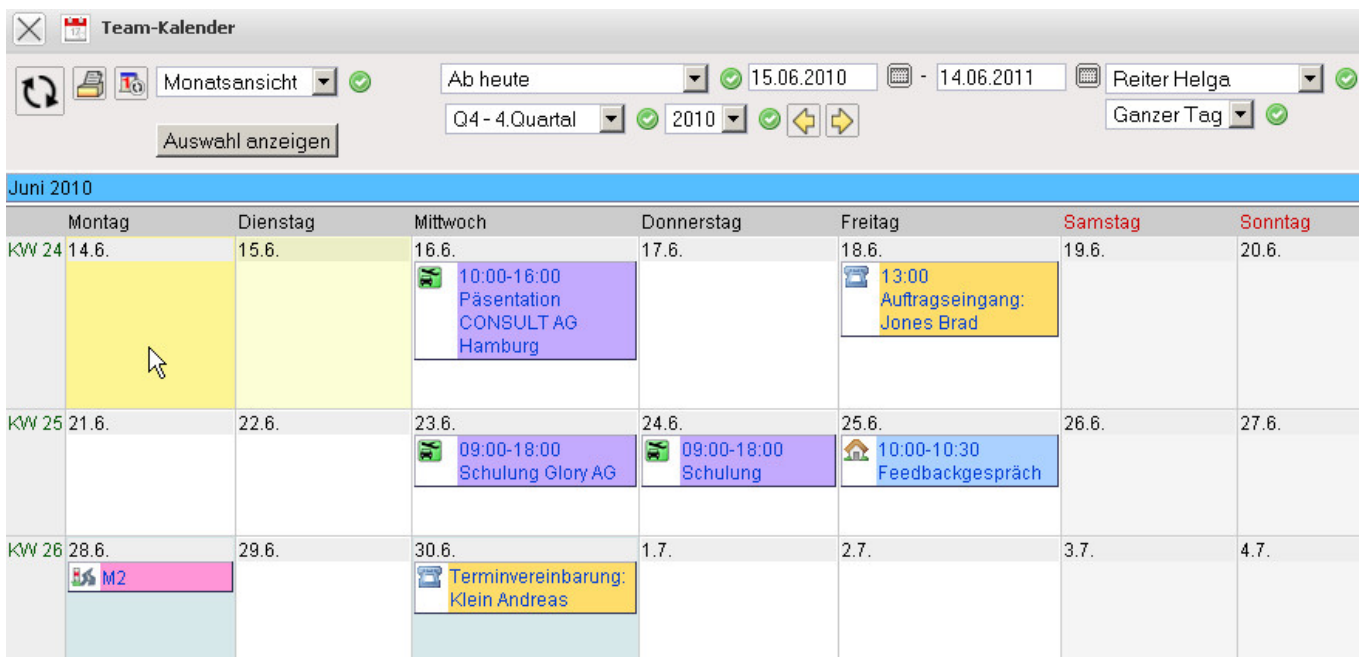 Team-Kalender
Monatsansicht
Ab heute
15.06.2010 - 14.06.2011
Reiter Helga
Q4 - 4.Quartal
2010
Ganzer Tag
Auswahl anzeigen
Juni 2010
Montag Dienstag Mittwoch Donnerstag Freitag Samstag Sonntag
KW 24 14.6. 15.6. 16.6. 17.6. 18.6. 19.6. 20.6.
10:00-16:00
Päsentation
CONSULT AG
Hamburg
13:00
Auftragseingang:
Jones Brad
KW 25 21.6. 22.6. 23.6. 24.6. 25.6. 26.6. 27.6.
09:00-18:00
Schulung Glory AG
09:00-18:00
Schulung
10:00-10:30
Feedbackgespräch
KW 26 28.6. 29.6. 30.6. 1.7. 2.7. 3.7. 4.7.
M2
Terminvereinbarung:
Klein Andreas